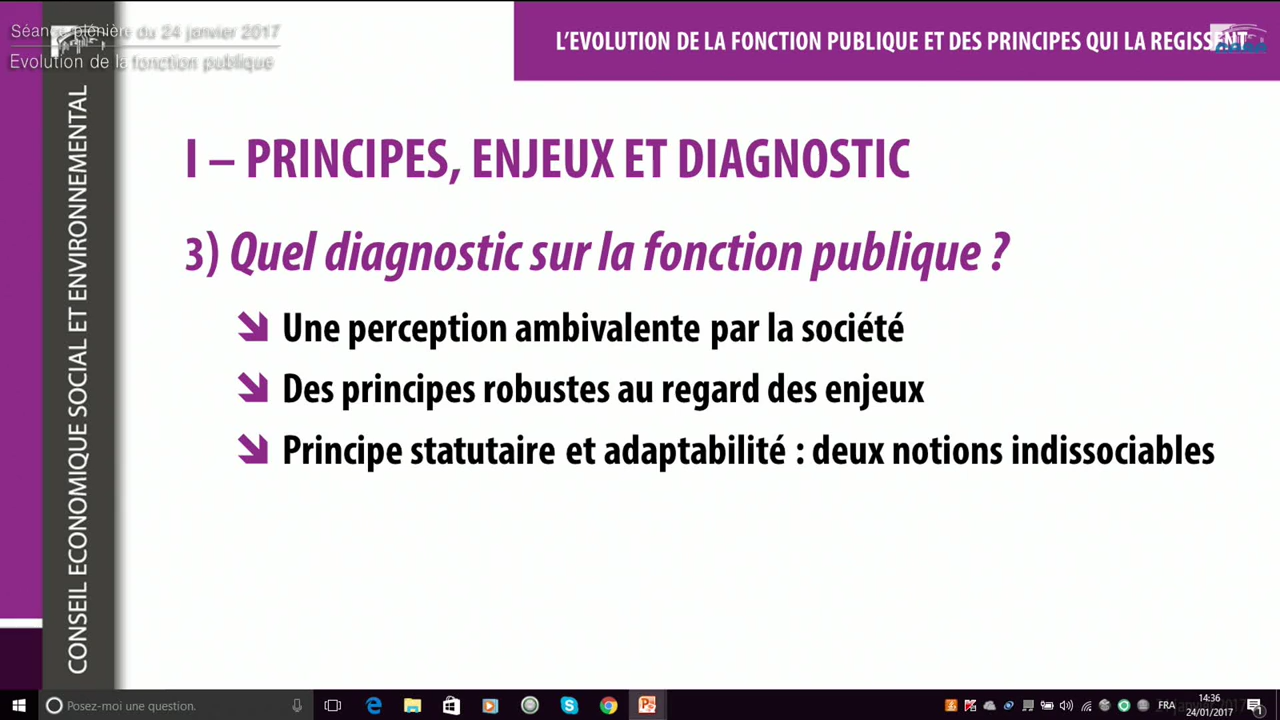 Séance plénière du 24 janvier 2017
Evolution de la fonction publique
L'EVOLUTION DE LA FONCTION PUBLIQUE ET DES PRINCIPES QUI LA REGISSENT
CONSEIL ECONOMIQUE SOCIAL ET ENVIRONNEMENTAL
I – PRINCIPES, ENJEUX ET DIAGNOSTIC
3) Quel diagnostic sur la fonction publique ?
Une perception ambivalente par la société
Des principes robustes au regard des enjeux
Principe statutaire et adaptabilité : deux notions indissociables
Posez-moi une question.
FRA
14:36
24/01/2017
1